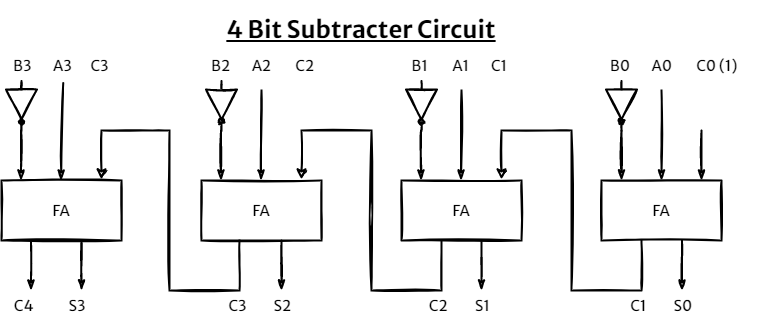 4 Bit Subtracter Circuit
B3 A3 C3 B2 A2 C2 B1 A1 C1 B0 A0 C0 (1)
FA FA FA FA
C4 S3 C3 S2 C2 S1 C1 S0